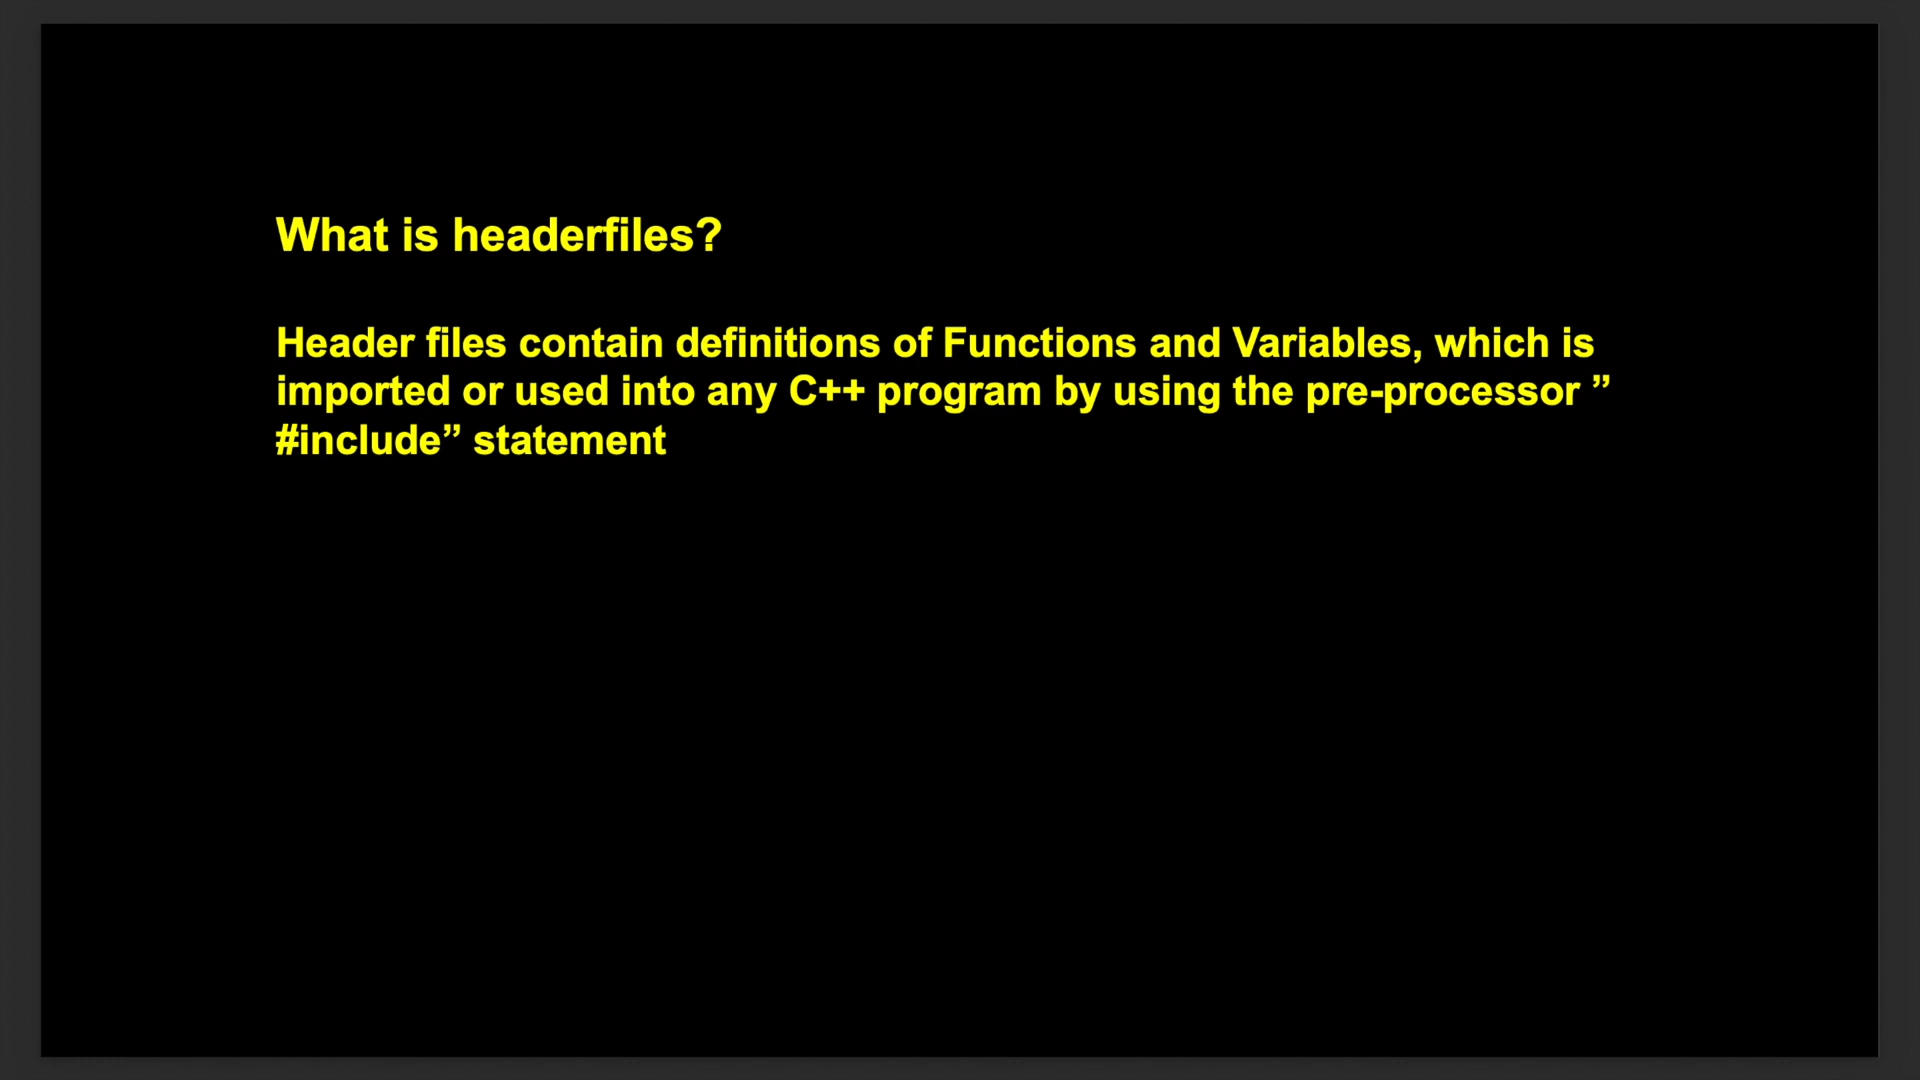 What is headerfiles?
Header files contain definitions of Functions and Variables, which is
imported or used into any C++ program by using the pre-processor ”
#include” statement